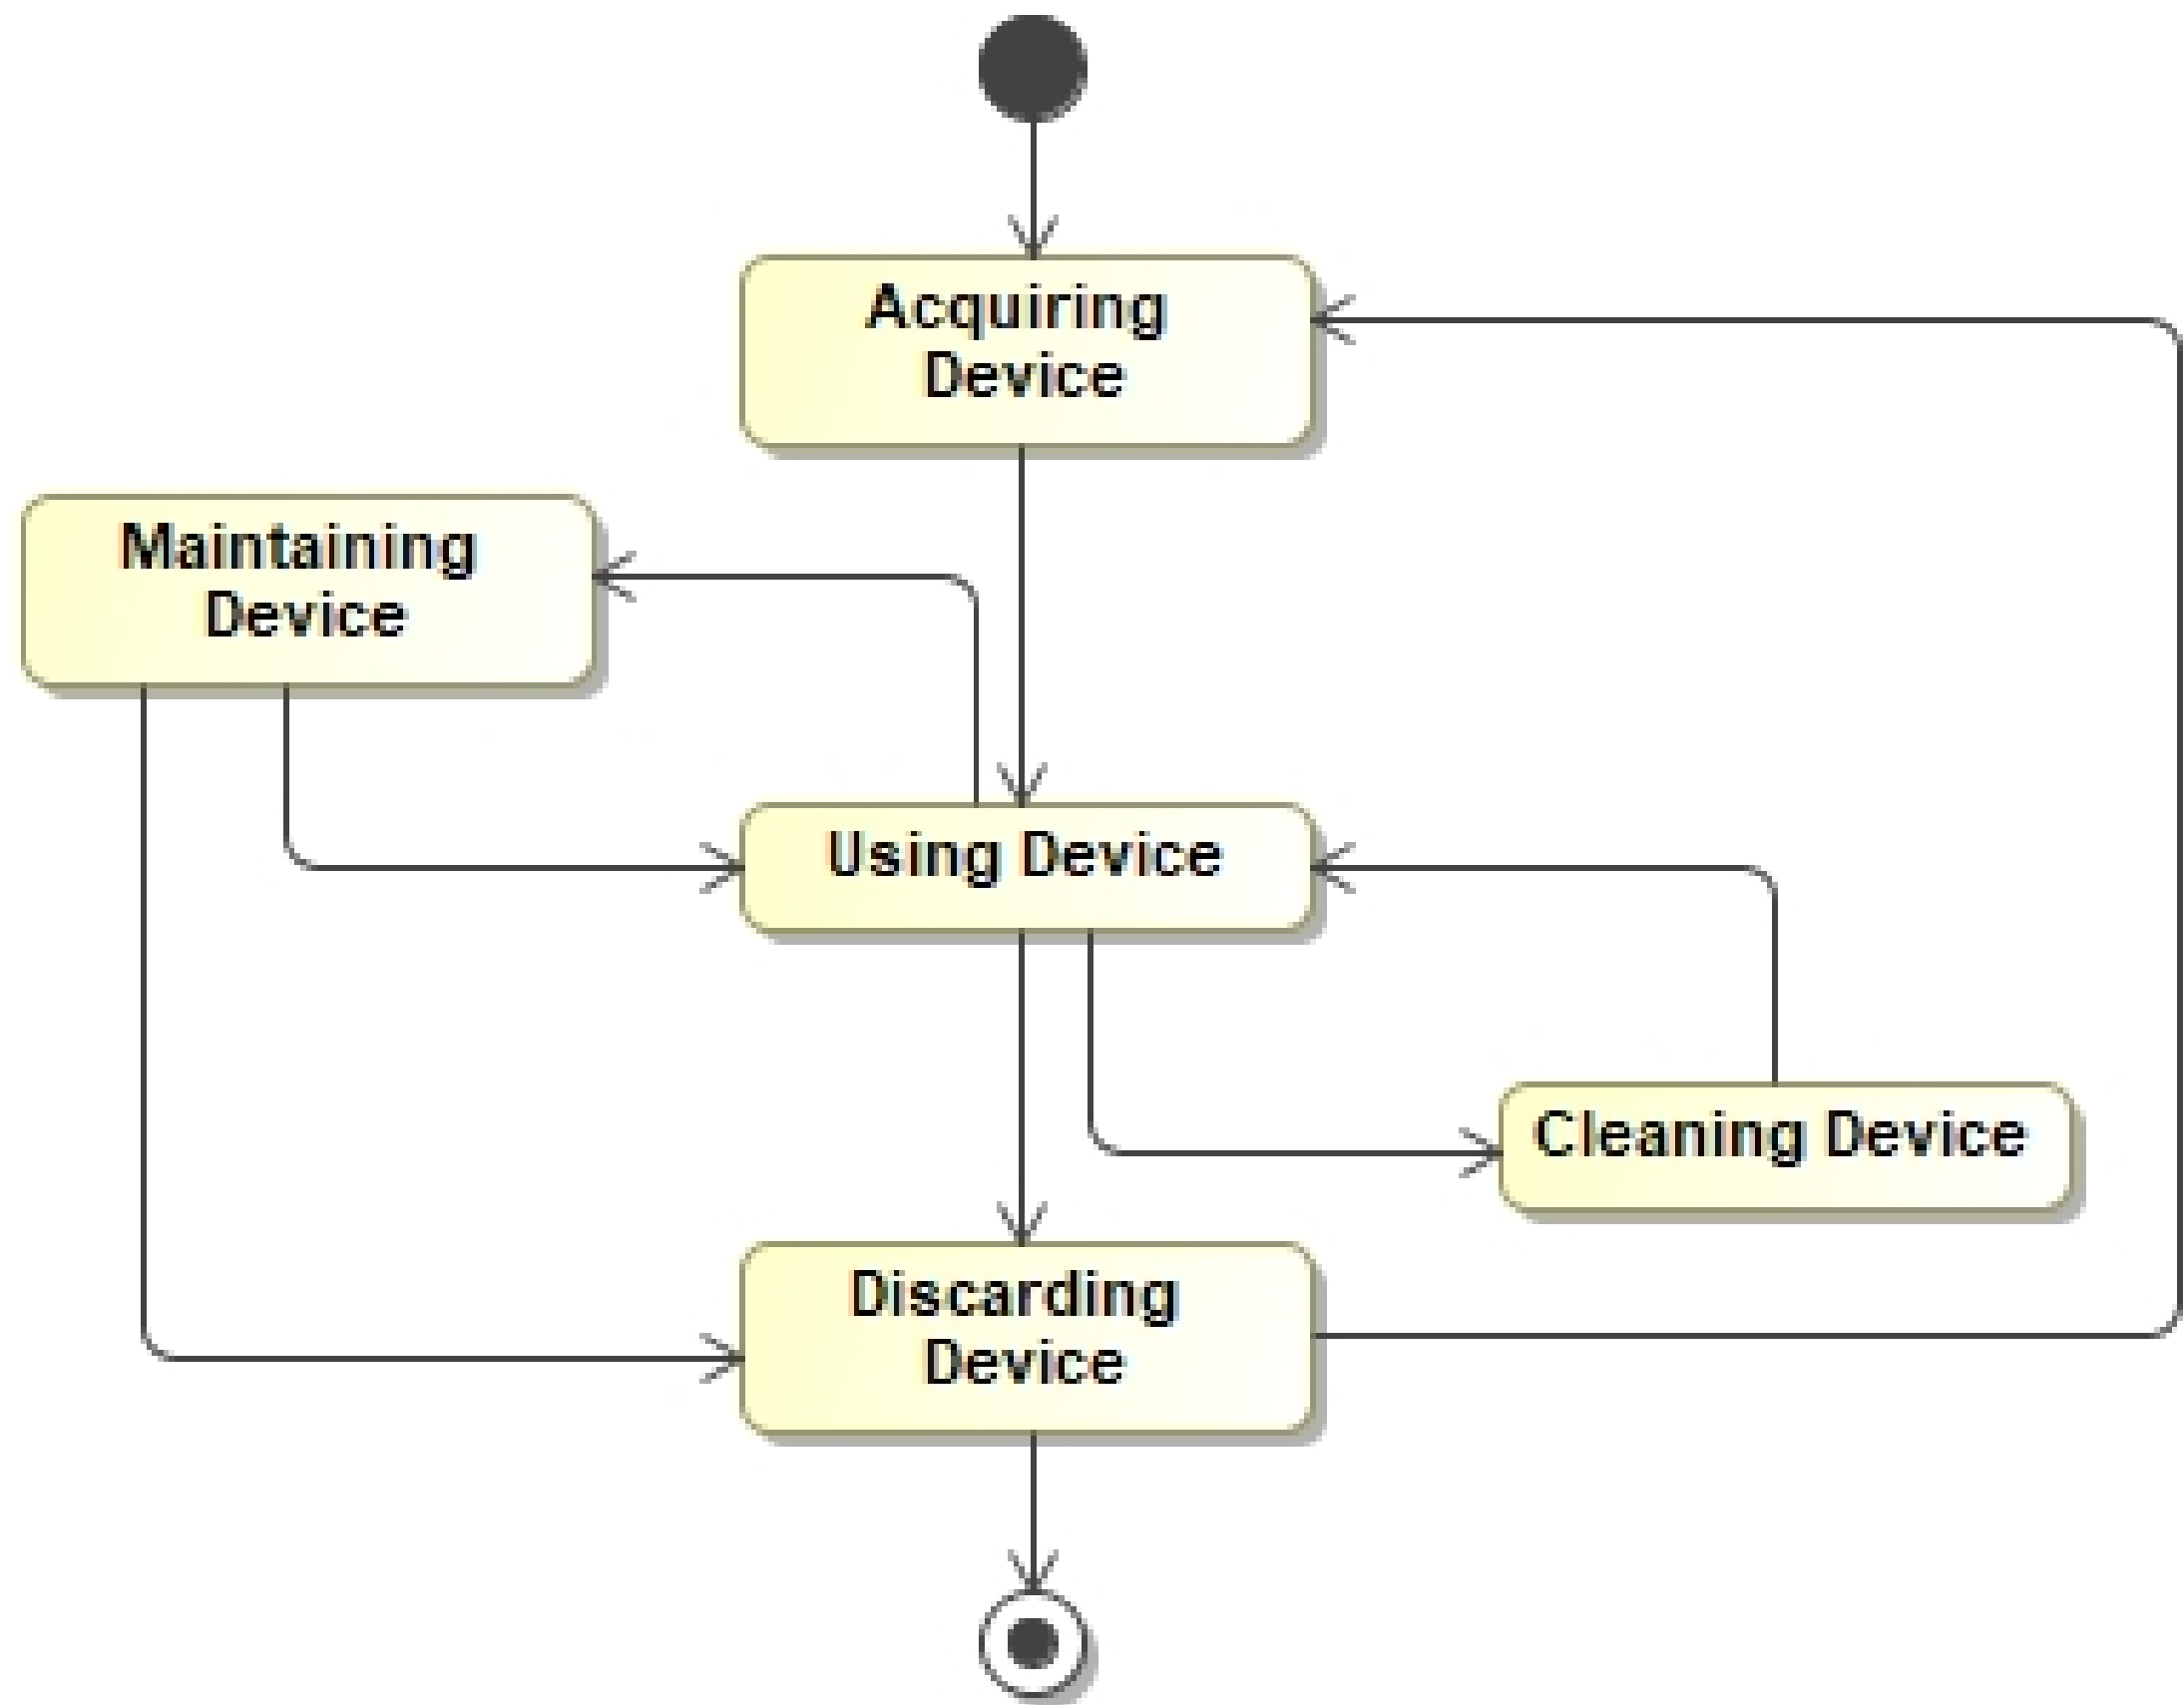 Acquiring
Device
Maintaining
Device
Using Device
Cleaning Device
Discarding
Device